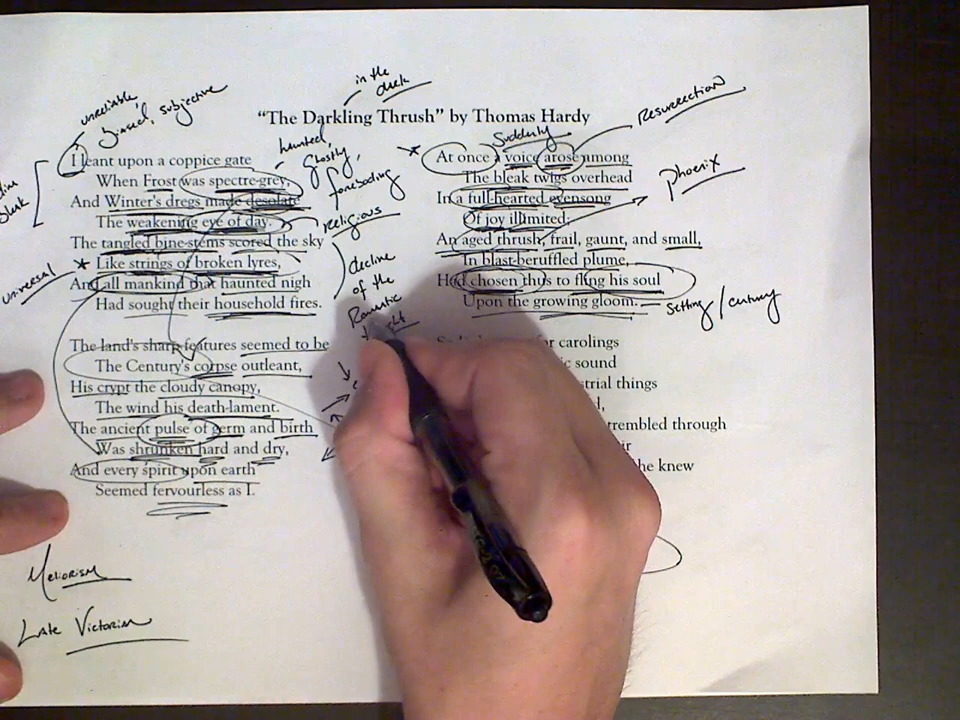 in the
dark
unreliable,
biased, subjective
"The Darkling Thrush" by Thomas Hardy
haunted,
ghostly,
foreboding
I leant upon a coppice gate
When Frost was spectre-grey,
And Winter's dregs made desolate
The weakening eye of day.
religious
The tangled bine-stems scored the sky
Like strings of broken lyres,
And all mankind that haunted nigh
Had sought their household fires.
universal
decline
of the
Romantic
The land's sharp features seemed to be
The Century's corpse outleant,
His crypt the cloudy canopy,
The wind his death-lament.
The ancient pulse of germ and birth
Was shrunken hard and dry,
And every spirit upon earth
Seemed fervourless as I.
Meliorism
Late Victorian
Suddenly
Resurrection
At once a voice arose among
The bleak twigs overhead
In a full-hearted evensong
Of joy illimited;
phoenix
An aged thrush, frail, gaunt, and small,
In blast-beruffled plume,
Had chosen thus to fling his soul
Upon the growing gloom.
setting/century
carolings
sound
trial things
trembled through
he knew